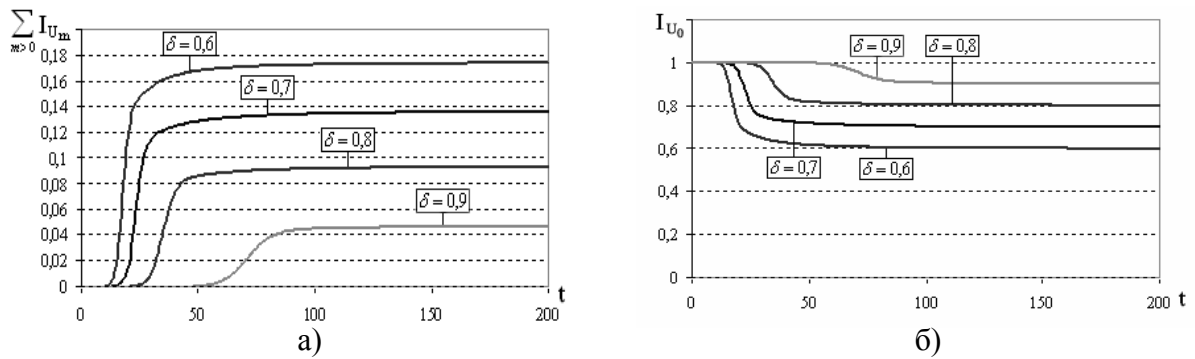 ∑ I_{U_m}
m>0
δ = 0,6
δ = 0,7
δ = 0,8
δ = 0,9
0,18
0,16
0,14
0,12
0,1
0,08
0,06
0,04
0,02
0
0 50 100 150 200 t
а)
I_{U_0}
δ = 0,9
δ = 0,8
δ = 0,7
δ = 0,6
1
0,8
0,6
0,4
0,2
0
0 50 100 150 200 t
б)